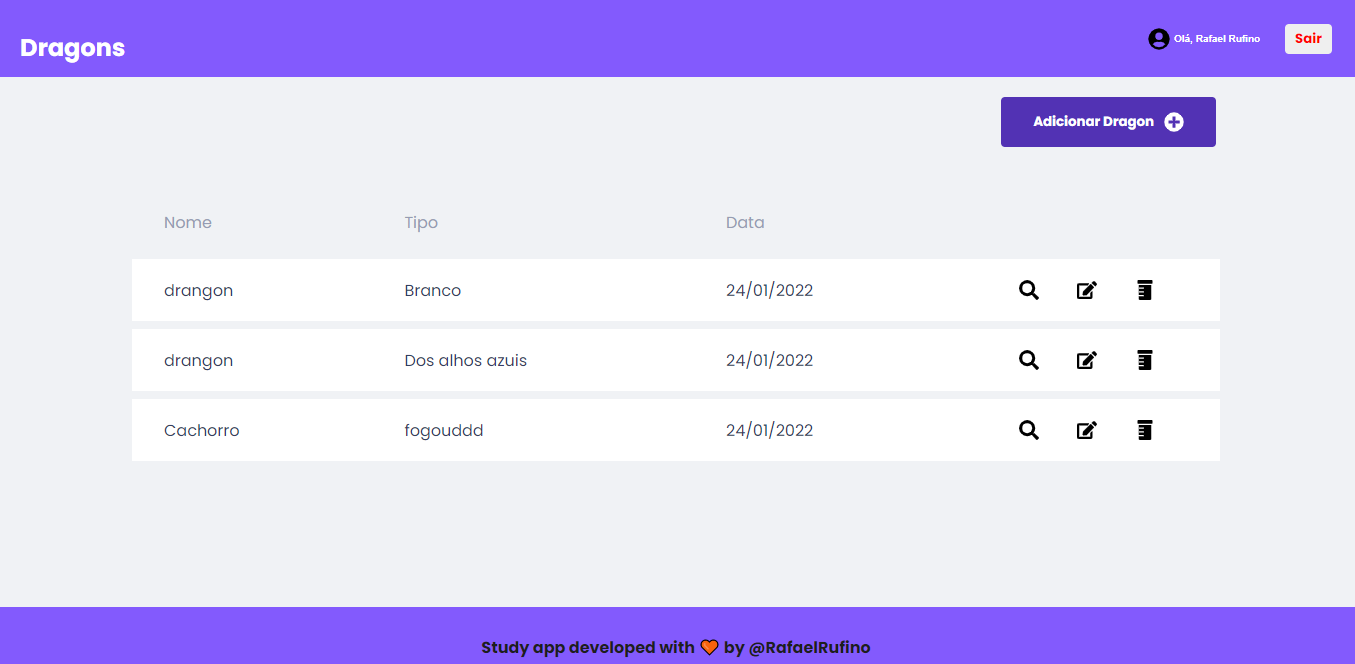 Dragons
Olá, Rafael Rufino
Sair
Adicionar Dragon
Nome Tipo Data
drangon Branco 24/01/2022
drangon Dos alhos azuis 24/01/2022
Cachorro fogouddd 24/01/2022
Study app developed with 🧡 by @RafaelRufino